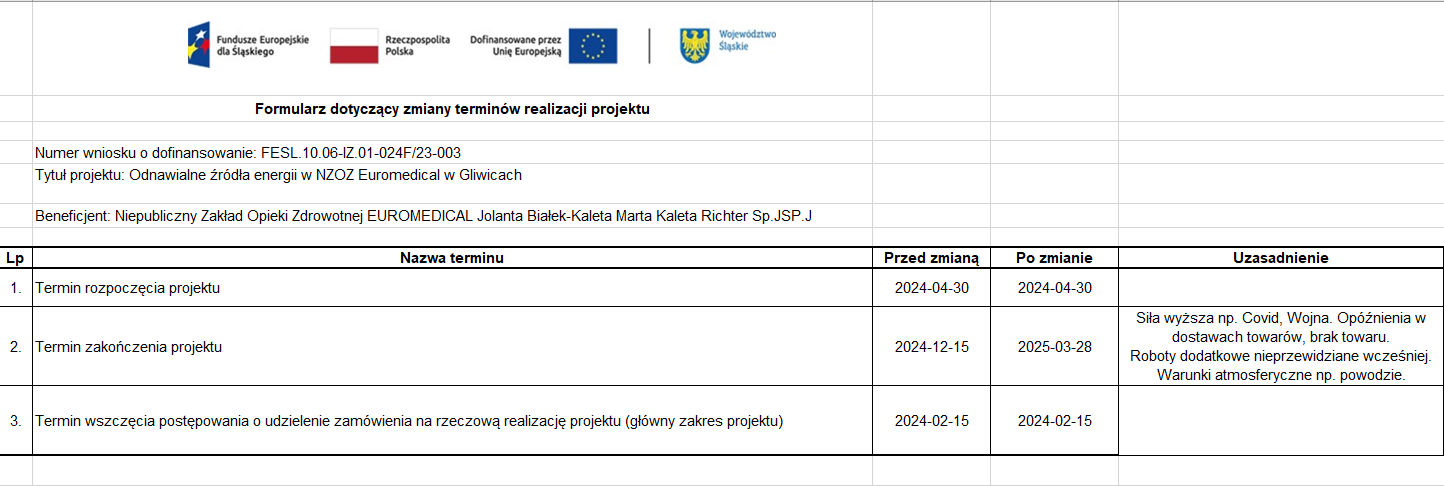 Fundusze Europejskie
dla Śląskiego
Rzeczpospolita
Polska
Dofinansowane przez
Unię Europejską
Województwo
Śląskie
Formularz dotyczący zmiany terminów realizacji projektu
Numer wniosku o dofinansowanie: FESL.10.06-IZ.01-024F/23-003
Tytuł projektu: Odnawialne źródła energii w NZOZ Euromedical w Gliwicach
Beneficjent: Niepubliczny Zakład Opieki Zdrowotnej EUROMEDICAL Jolanta Białek-Kaleta Marta Kaleta Richter Sp.JSP.J
Lp Nazwa terminu Przed zmianą Po zmianie Uzasadnienie
1. Termin rozpoczęcia projektu 2024-04-30 2024-04-30
2. Termin zakończenia projektu 2024-12-15 2025-03-28
Siła wyższa np. Covid, Wojna. Opóźnienia w
dostawach towarów, brak towaru.
Roboty dodatkowe nieprzewidziane wcześniej.
Warunki atmosferyczne np. powodzie.
3. Termin wszczęcia postępowania o udzielenie zamówienia na rzeczową realizację projektu (główny zakres projektu) 2024-02-15 2024-02-15